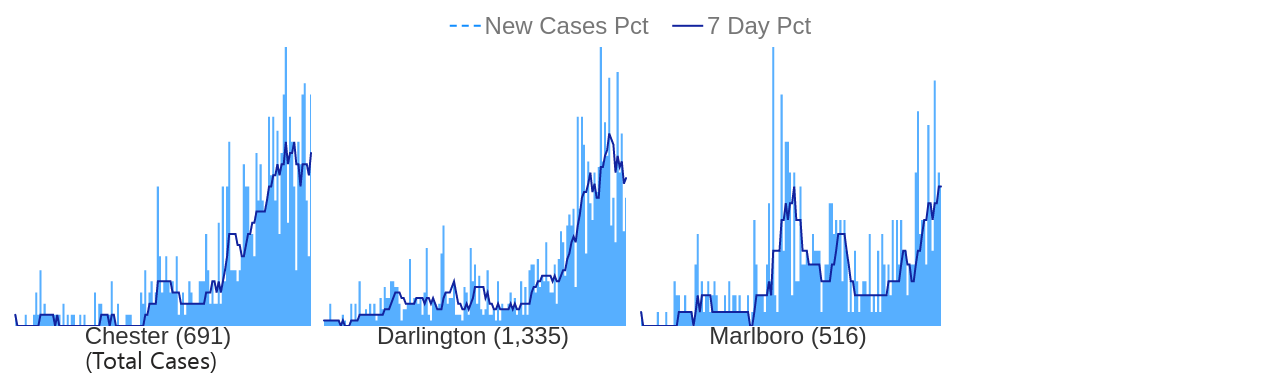 New Cases Pct 7 Day Pct
Chester (691) Darlington (1,335) Marlboro (516)
(Total Cases)